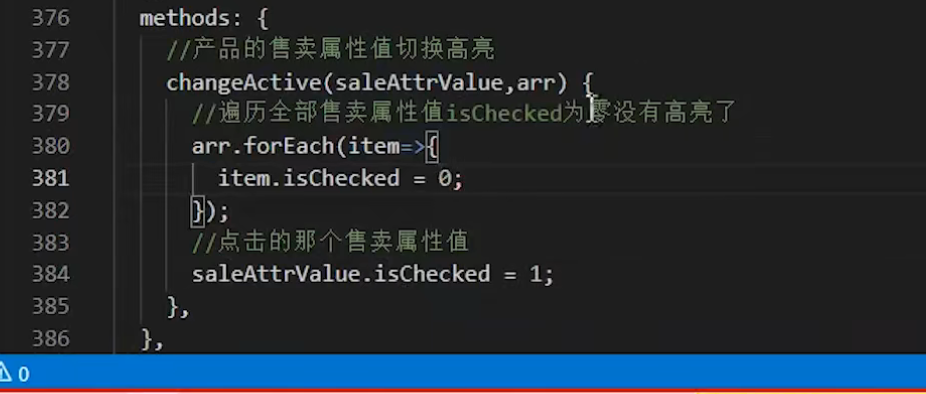 376 methods: {
377 //产品的售卖属性值切换高亮
378 changeActive(saleAttrValue,arr) {
379 //遍历全部售卖属性值isChecked为零没有高亮了
380 arr.forEach(item=>{
381 item.isChecked = 0;
382 });
383 //点击的那个售卖属性值
384 saleAttrValue.isChecked = 1;
385 },
386 },
0